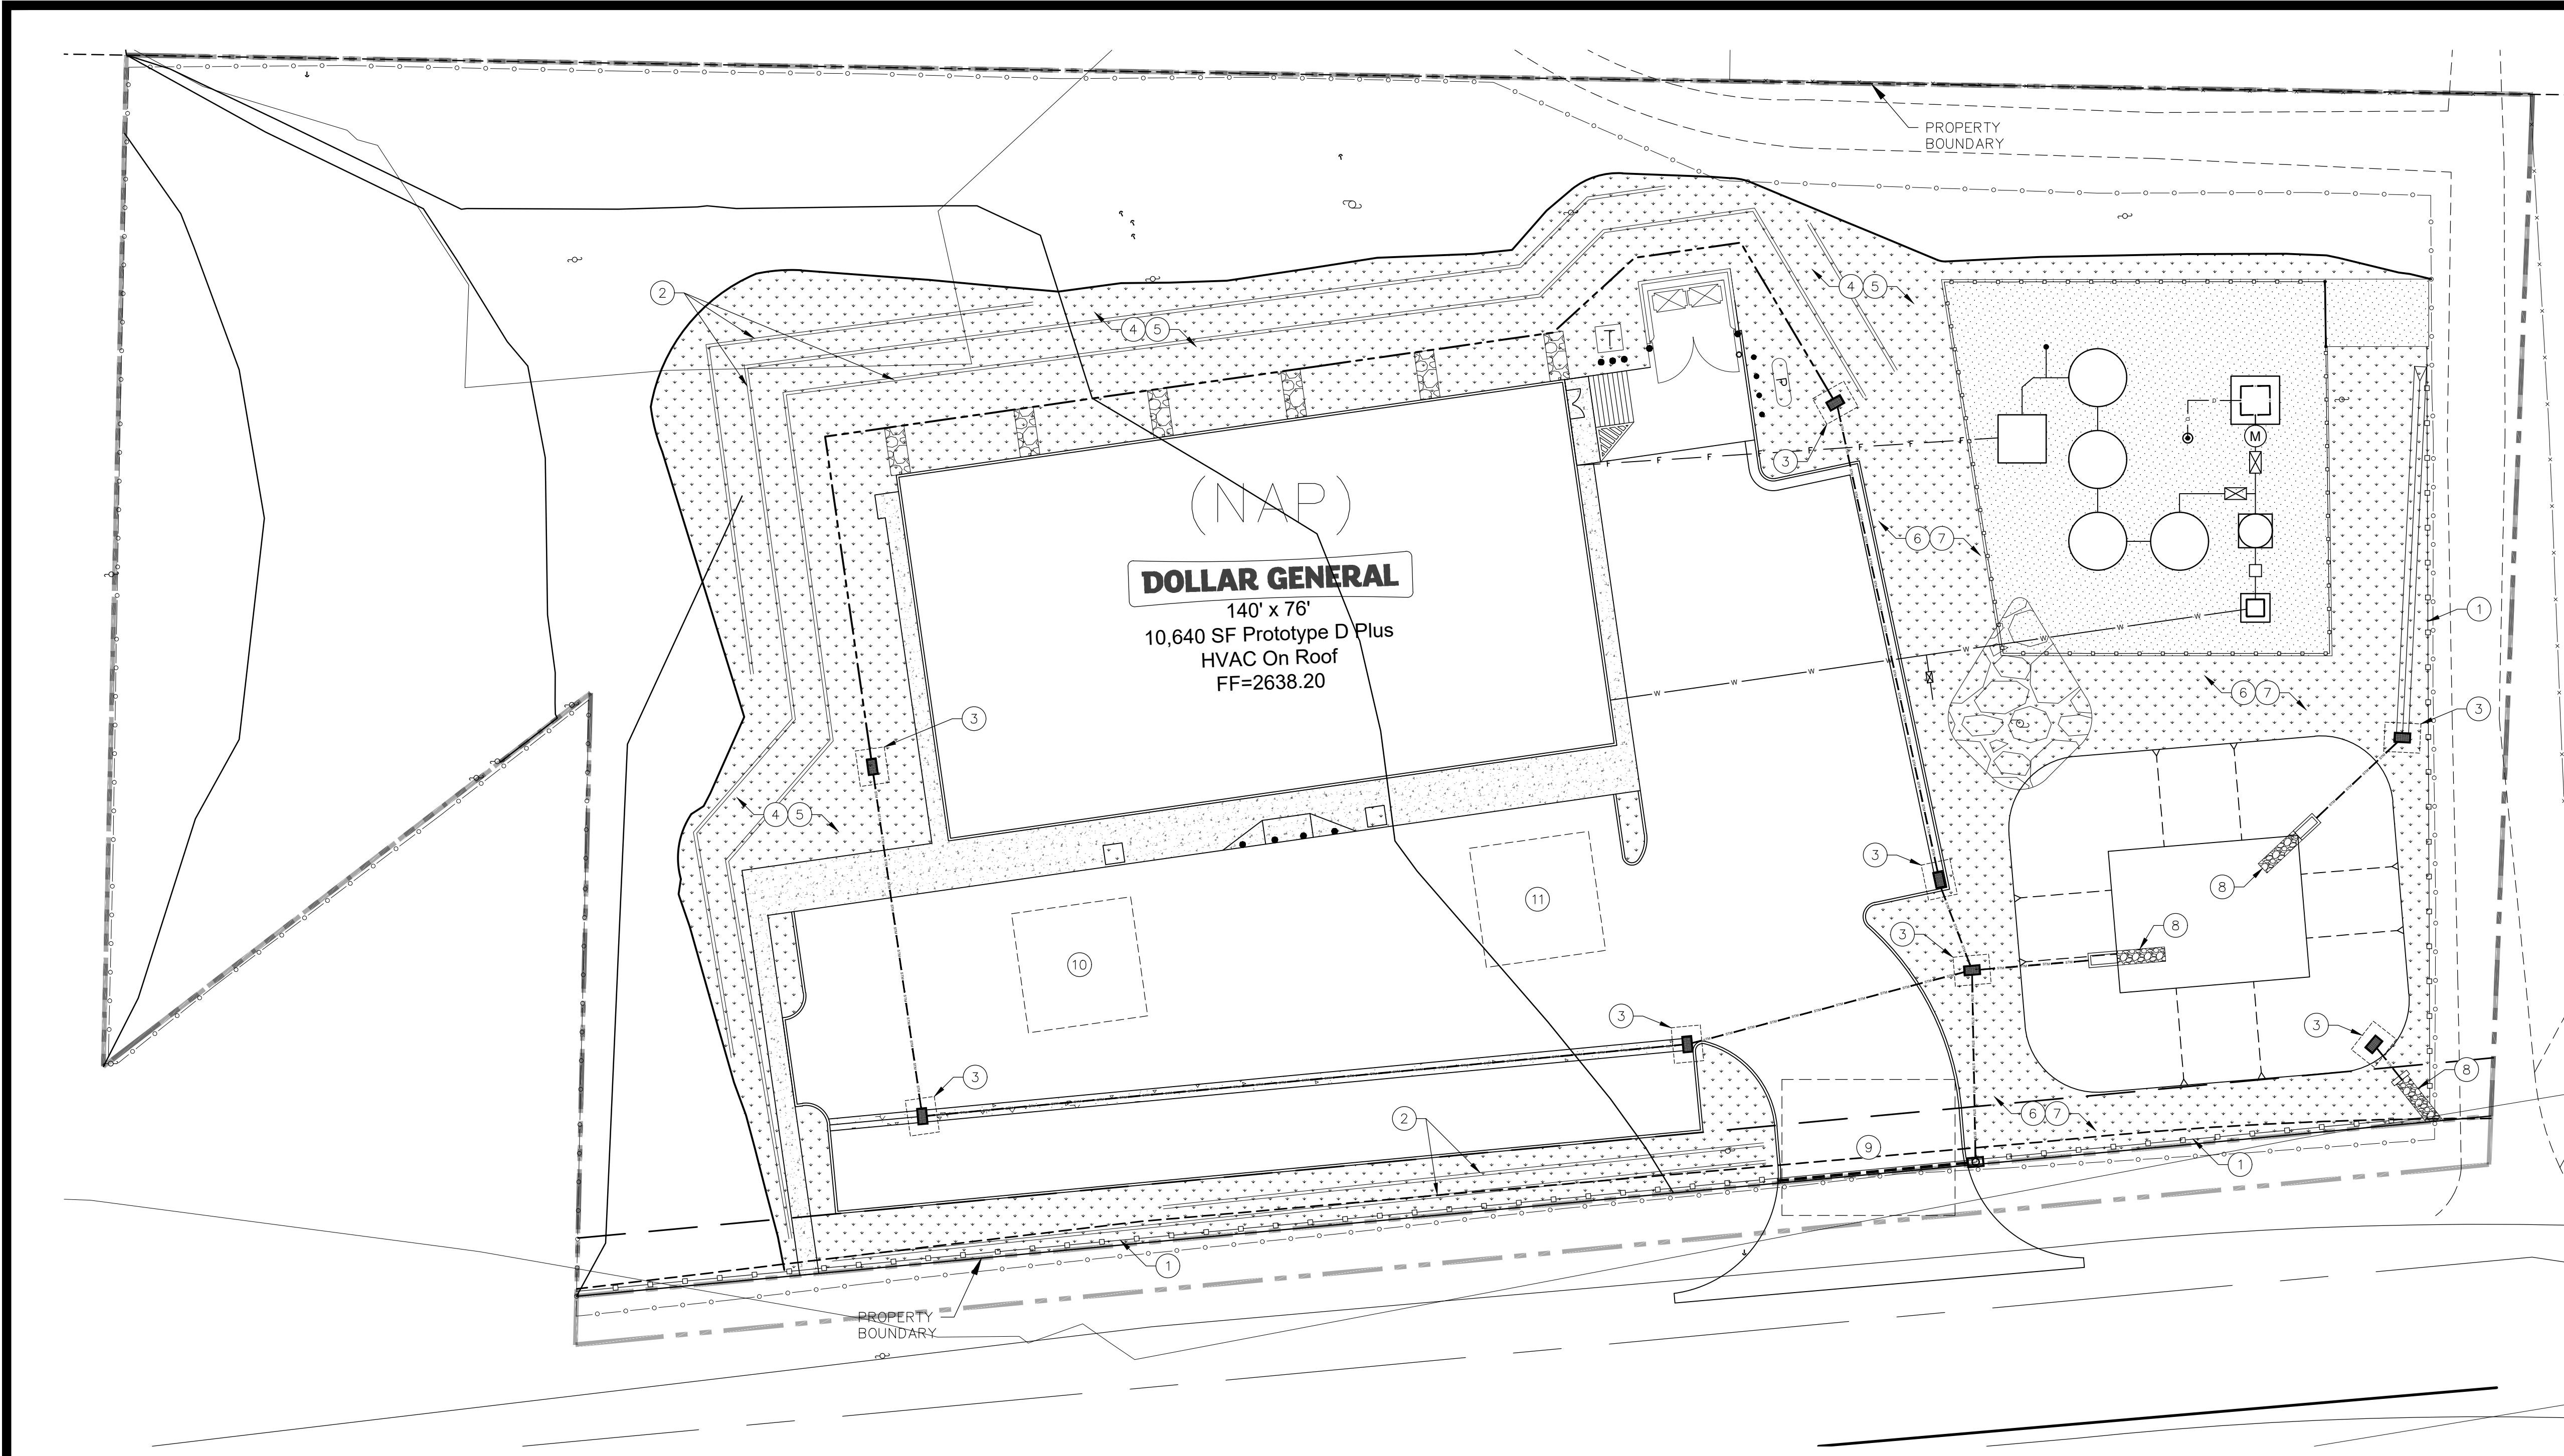 PROPERTY
BOUNDARY
2
4 5
4 5
T
P
3
F F F F F F
D
M
(NAP)
DOLLAR GENERAL
140' x 76'
10,640 SF Prototype D Plus
HVAC On Roof
FF=2638.20
6 7
1
W W W W W W W W
6 7
3
3
4 5
3
8
11
10
3
8
3
3
3
8
2
9
6 7
1
1
PROPERTY
BOUNDARY